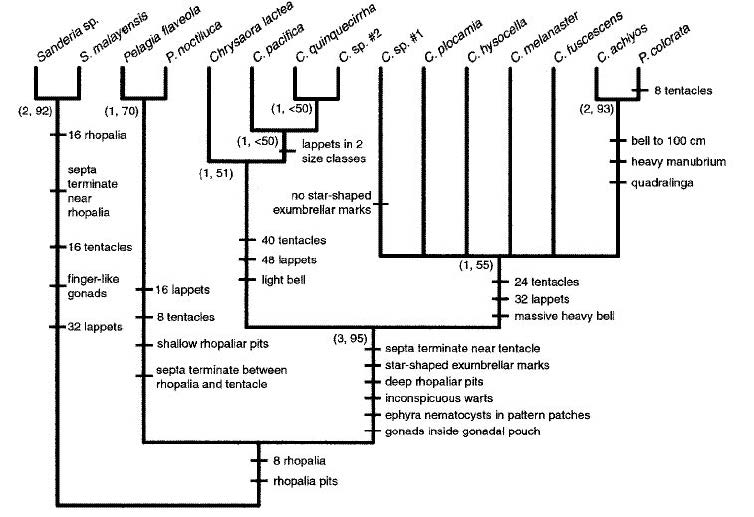 Sanderia sp.
S. malayensis
Pelagia flaveola
P. noctiluca
Chrysaora lactea
C. pacifica
C. quinquecirrha
C. sp. #2
C. sp. #1
C. plocamia
C. hysocella
C. melanaster
C. fuscescens
C. achlyos
P. colorata
8 tentacles
(2, 92)
(1, 70)
(1, <50)
(2, 93)
16 rhopalia
(1, <50)
lappets in 2
size classes
bell to 100 cm
heavy manubrium
quadralinga
(1, 51)
septa
terminate
near
rhopalia
no star-shaped
exumbrellar marks
16 tentacles
40 tentacles
48 lappets
light bell
(1, 55)
finger-like
gonads
16 lappets
24 tentacles
32 lappets
massive heavy bell
8 tentacles
32 lappets
(3, 95)
shallow rhopaliar pits
septa terminate between
rhopalia and tentacle
septa terminate near tentacle
star-shaped exumbrellar marks
deep rhopaliar pits
inconspicuous warts
ephyra nematocysts in pattern patches
gonads inside gonadal pouch
8 rhopalia
rhopalia pits